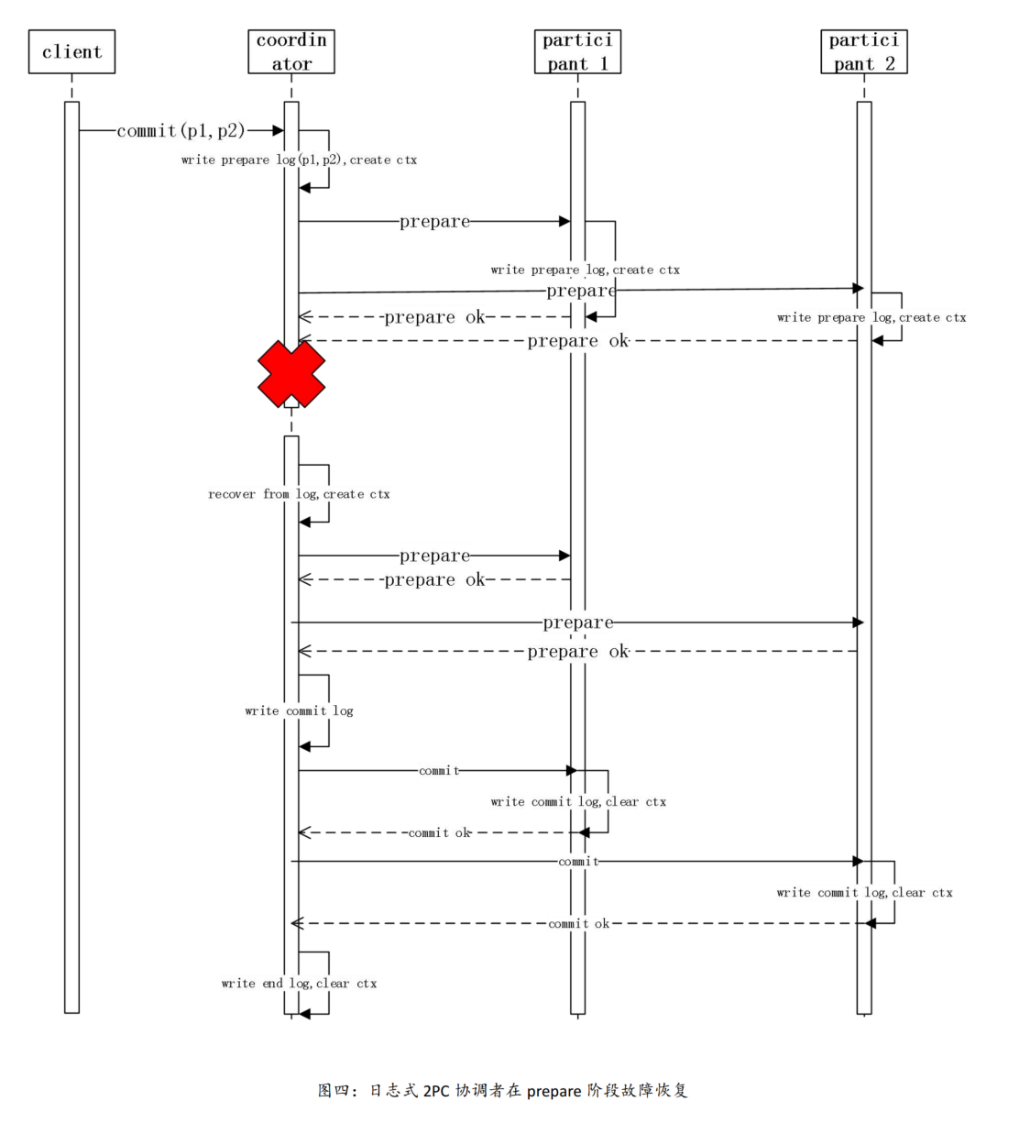 client
coordin
ator
partici
pant 1
partici
pant 2
commit(p1,p2)
write prepare log(p1,p2),create ctx
prepare
write prepare log,create ctx
prepare
prepare ok
write prepare log,create ctx
prepare ok
recover from log,create ctx
prepare
prepare ok
prepare
prepare ok
write commit log
commit
write commit log,clear ctx
commit ok
commit
write commit log,clear ctx
commit ok
write end log,clear ctx
图四：日志式 2PC 协调者在 prepare 阶段故障恢复